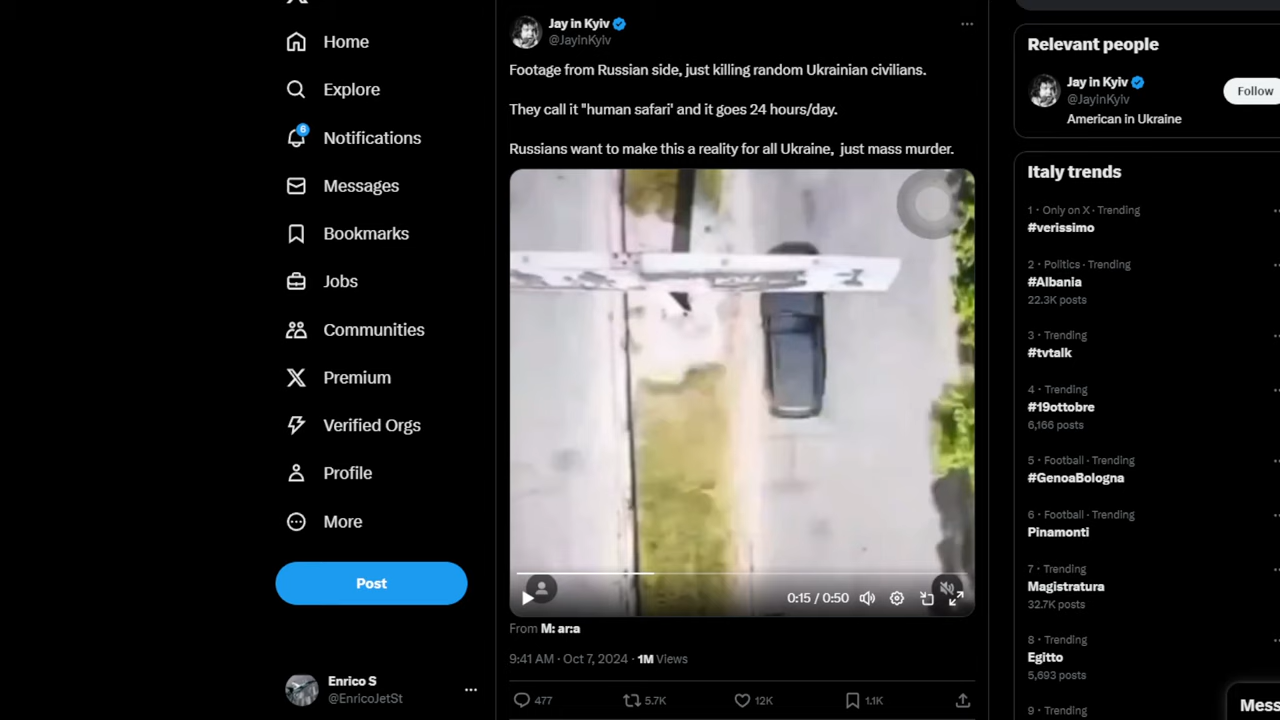 Home
Explore
6
Notifications
Messages
Bookmarks
Jobs
Communities
Premium
Verified Orgs
Profile
More
Post
Enrico S
@EnricoJetSt
Jay in Kyiv
@JayinKyiv
Footage from Russian side, just killing random Ukrainian civilians.
They call it "human safari' and it goes 24 hours/day.
Russians want to make this a reality for all Ukraine, just mass murder.
0:15 / 0:50
From M: ar:a
9:41 AM · Oct 7, 2024 · 1M Views
477
5.7K
12K
1.1K
Relevant people
Jay in Kyiv
@JayinKyiv
Follow
American in Ukraine
Italy trends
1 · Only on X · Trending
#verissimo
2 · Politics · Trending
#Albania
22.3K posts
3 · Trending
#tvtalk
4 · Trending
#19ottobre
6,166 posts
5 · Football · Trending
#GenoaBologna
6 · Football · Trending
Pinamonti
7 · Trending
Magistratura
32.7K posts
8 · Trending
Egitto
5,693 posts
9 · Trending
Mess